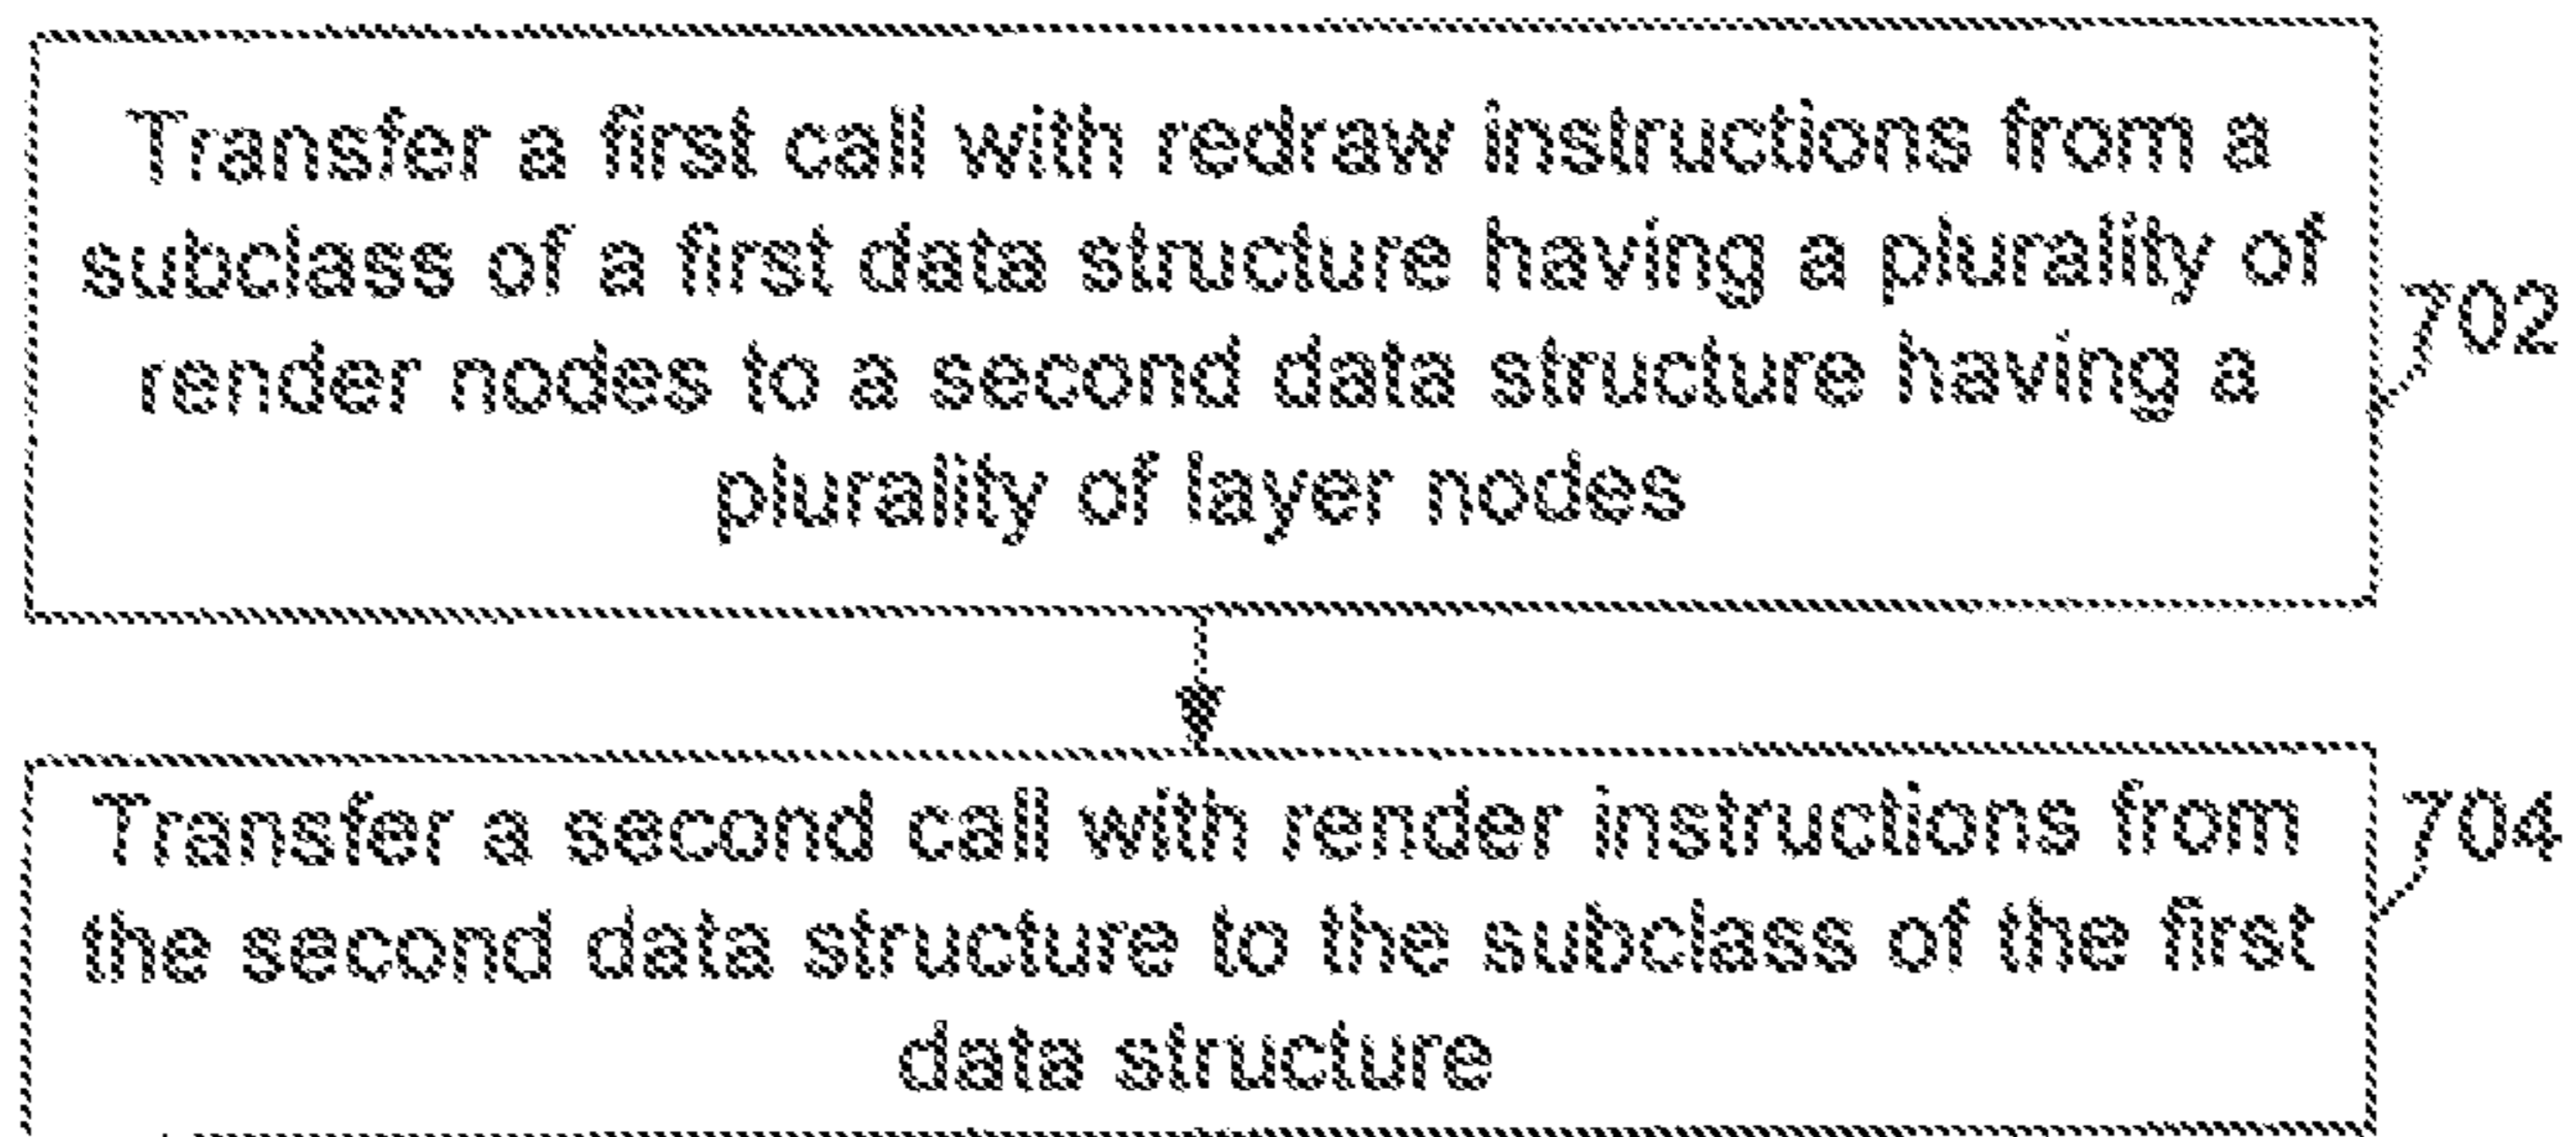 Transfer a first call with redraw instructions from a
subclass of a first data structure having a plurality of
render nodes to a second data structure having a
plurality of layer nodes
702
Transfer a second call with render instructions from
the second data structure to the subclass of the first
data structure
704